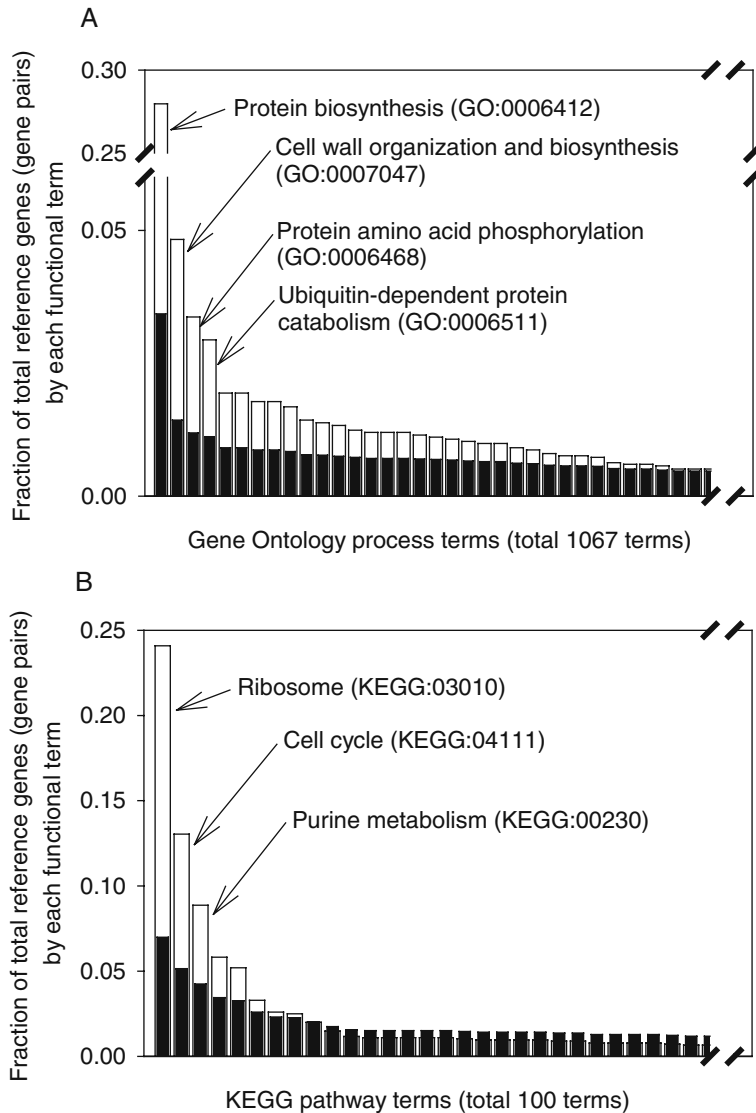 A
Fraction of total reference genes (gene pairs)
by each functional term
0.30
0.25
0.05
0.00
Protein biosynthesis (GO:0006412)
Cell wall organization and biosynthesis
(GO:0007047)
Protein amino acid phosphorylation
(GO:0006468)
Ubiquitin-dependent protein
catabolism (GO:0006511)
Gene Ontology process terms (total 1067 terms)
B
Fraction of total reference genes (gene pairs)
by each functional term
0.25
0.20
0.15
0.10
0.05
0.00
Ribosome (KEGG:03010)
Cell cycle (KEGG:04111)
Purine metabolism (KEGG:00230)
KEGG pathway terms (total 100 terms)